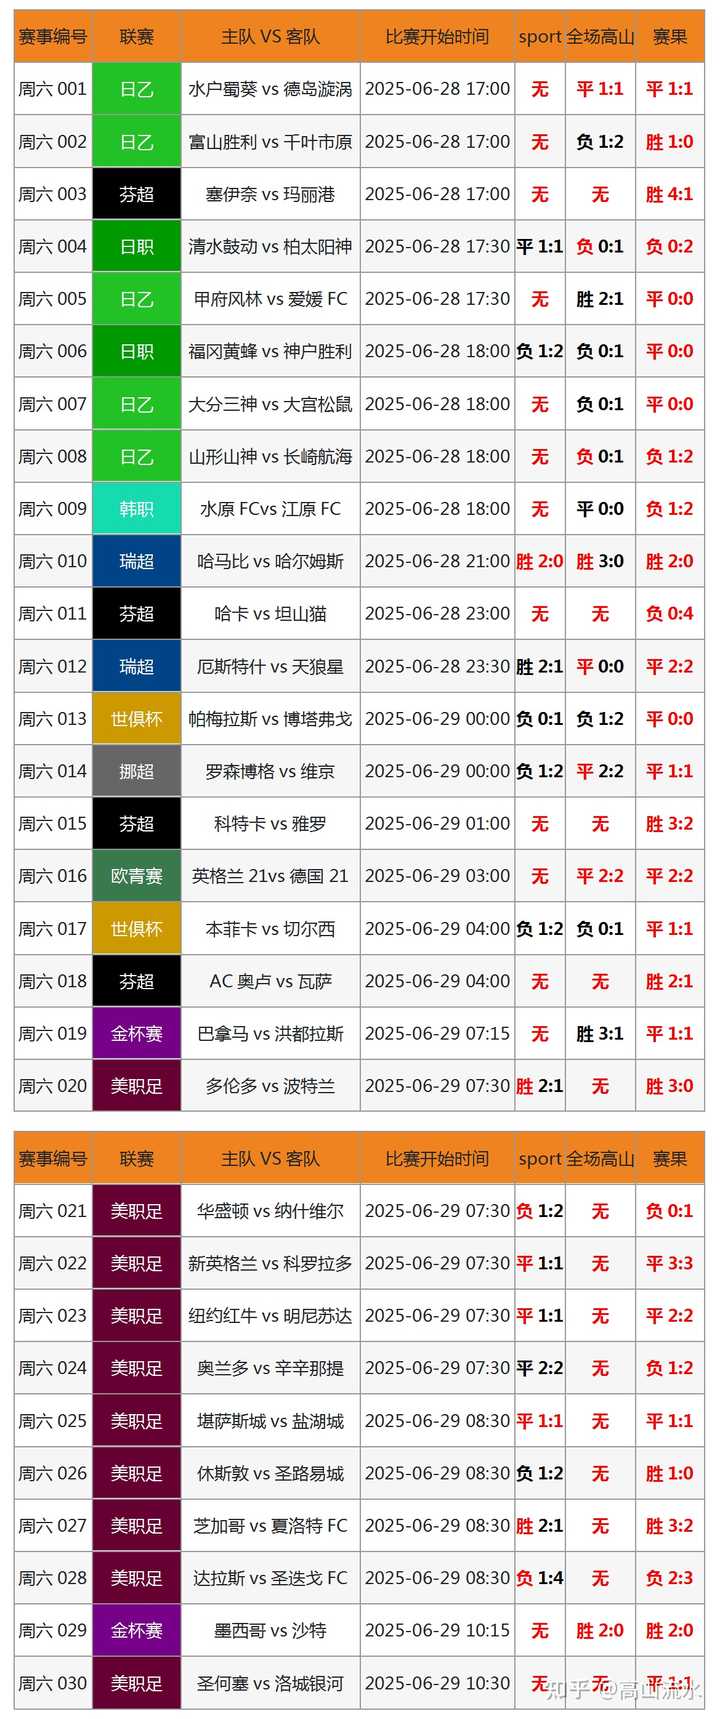 赛事编号 联赛 主队 VS 客队 比赛开始时间 sport 全场高山 赛果
周六 001 日乙 水户蜀葵 vs 德岛漩涡 2025-06-28 17:00 无 平 1:1 平 1:1
周六 002 日乙 富山胜利 vs 千叶市原 2025-06-28 17:00 无 负 1:2 胜 1:0
周六 003 芬超 塞伊奈 vs 玛丽港 2025-06-28 17:00 无 无 胜 4:1
周六 004 日职 清水鼓动 vs 柏太阳神 2025-06-28 17:30 平 1:1 负 0:1 负 0:2
周六 005 日乙 甲府风林 vs 爱媛 FC 2025-06-28 17:30 无 胜 2:1 平 0:0
周六 006 日职 福冈黄蜂 vs 神户胜利 2025-06-28 18:00 负 1:2 负 0:1 平 0:0
周六 007 日乙 大分三神 vs 大宫松鼠 2025-06-28 18:00 无 负 0:1 平 0:0
周六 008 日乙 山形山神 vs 长崎航海 2025-06-28 18:00 无 负 0:1 负 1:2
周六 009 韩职 水原 FCvs 江原 FC 2025-06-28 18:00 无 平 0:0 负 1:2
周六 010 瑞超 哈马比 vs 哈尔姆斯 2025-06-28 21:00 胜 2:0 胜 3:0 胜 2:0
周六 011 芬超 哈卡 vs 坦山猫 2025-06-28 23:00 无 无 负 0:4
周六 012 瑞超 厄斯特什 vs 天狼星 2025-06-28 23:30 胜 2:1 平 0:0 平 2:2
周六 013 世俱杯 帕梅拉斯 vs 博塔弗戈 2025-06-29 00:00 负 0:1 负 1:2 平 0:0
周六 014 挪超 罗森博格 vs 维京 2025-06-29 00:00 负 1:2 平 2:2 平 1:1
周六 015 芬超 科特卡 vs 雅罗 2025-06-29 01:00 无 无 胜 3:2
周六 016 欧青赛 英格兰 21vs 德国 21 2025-06-29 03:00 无 平 2:2 平 2:2
周六 017 世俱杯 本菲卡 vs 切尔西 2025-06-29 04:00 负 1:2 负 0:1 平 1:1
周六 018 芬超 AC 奥卢 vs 瓦萨 2025-06-29 04:00 无 无 胜 2:1
周六 019 金杯赛 巴拿马 vs 洪都拉斯 2025-06-29 07:15 无 胜 3:1 平 1:1
周六 020 美职足 多伦多 vs 波特兰 2025-06-29 07:30 胜 2:1 无 胜 3:0
赛事编号 联赛 主队 VS 客队 比赛开始时间 sport 全场高山 赛果
周六 021 美职足 华盛顿 vs 纳什维尔 2025-06-29 07:30 负 1:2 无 负 0:1
周六 022 美职足 新英格兰 vs 科罗拉多 2025-06-29 07:30 平 1:1 无 平 3:3
周六 023 美职足 纽约红牛 vs 明尼苏达 2025-06-29 07:30 平 1:1 无 平 2:2
周六 024 美职足 奥兰多 vs 辛辛那提 2025-06-29 07:30 平 2:2 无 负 1:2
周六 025 美职足 堪萨斯城 vs 盐湖城 2025-06-29 08:30 平 1:1 无 平 1:1
周六 026 美职足 休斯敦 vs 圣路易城 2025-06-29 08:30 负 1:2 无 胜 1:0
周六 027 美职足 芝加哥 vs 夏洛特 FC 2025-06-29 08:30 胜 2:1 无 胜 3:2
周六 028 美职足 达拉斯 vs 圣迭戈 FC 2025-06-29 08:30 负 1:4 无 负 2:3
周六 029 金杯赛 墨西哥 vs 沙特 2025-06-29 10:15 无 胜 2:0 胜 2:0
周六 030 美职足 圣何塞 vs 洛城银河 2025-06-29 10:30 无 无 平 1:1
知乎 @高山流水